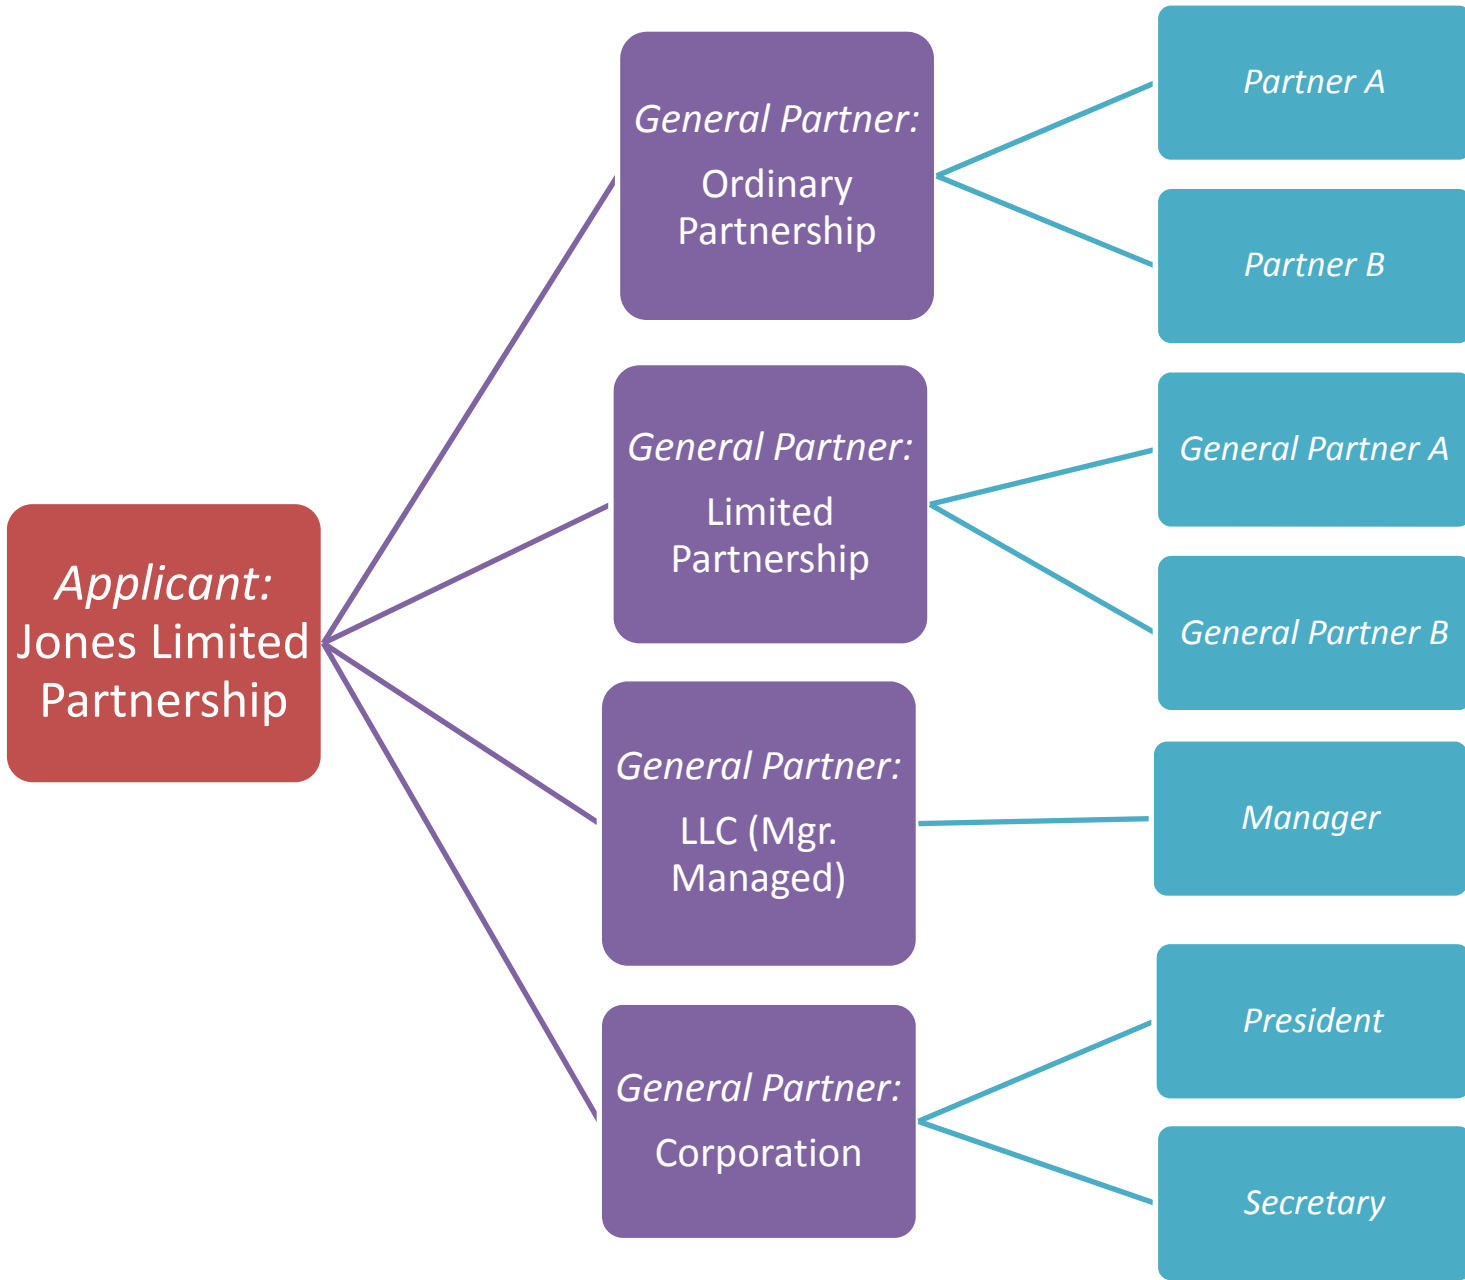 Applicant:
Jones Limited
Partnership
General Partner:
Ordinary
Partnership
Partner A
Partner B
General Partner:
Limited
Partnership
General Partner A
General Partner B
General Partner:
LLC (Mgr.
Managed)
Manager
General Partner:
Corporation
President
Secretary